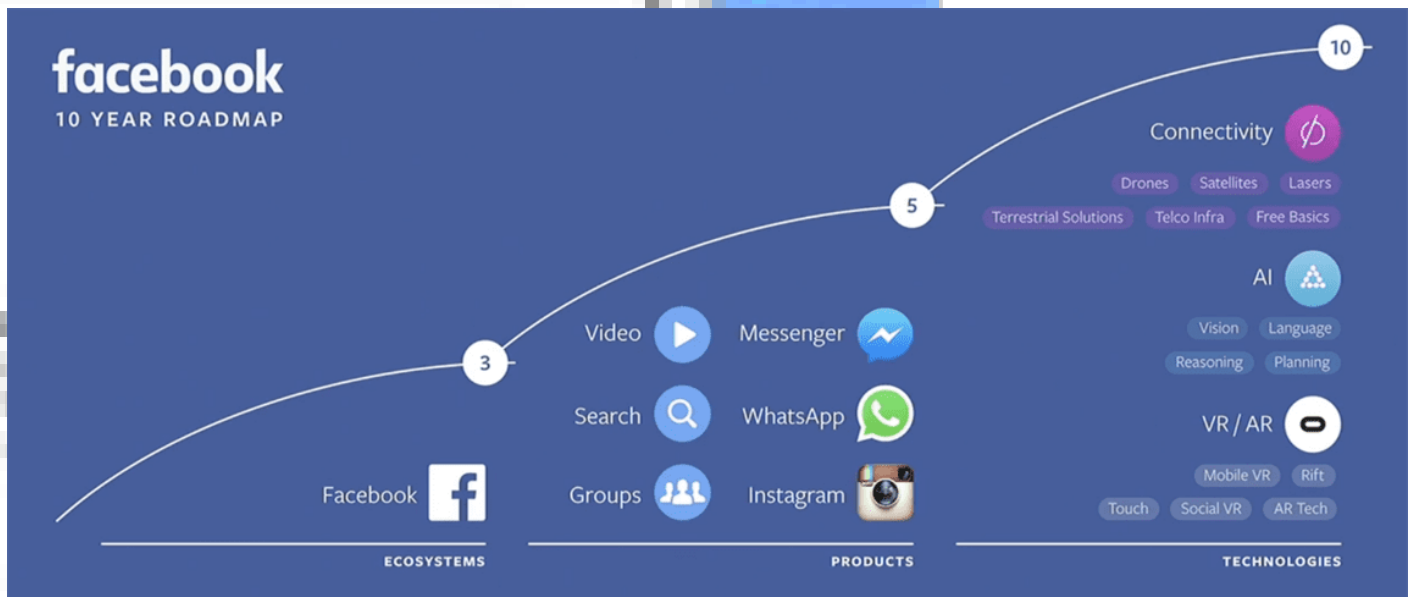 facebook
10 YEAR ROADMAP
3
Facebook
ECOSYSTEMS
5
Video
Messenger
Search
WhatsApp
Groups
Instagram
PRODUCTS
10
Connectivity
Drones Satellites Lasers
Terrestrial Solutions Telco Infra Free Basics
AI
Vision Language
Reasoning Planning
VR / AR
Mobile VR Rift
Touch Social VR AR Tech
TECHNOLOGIES